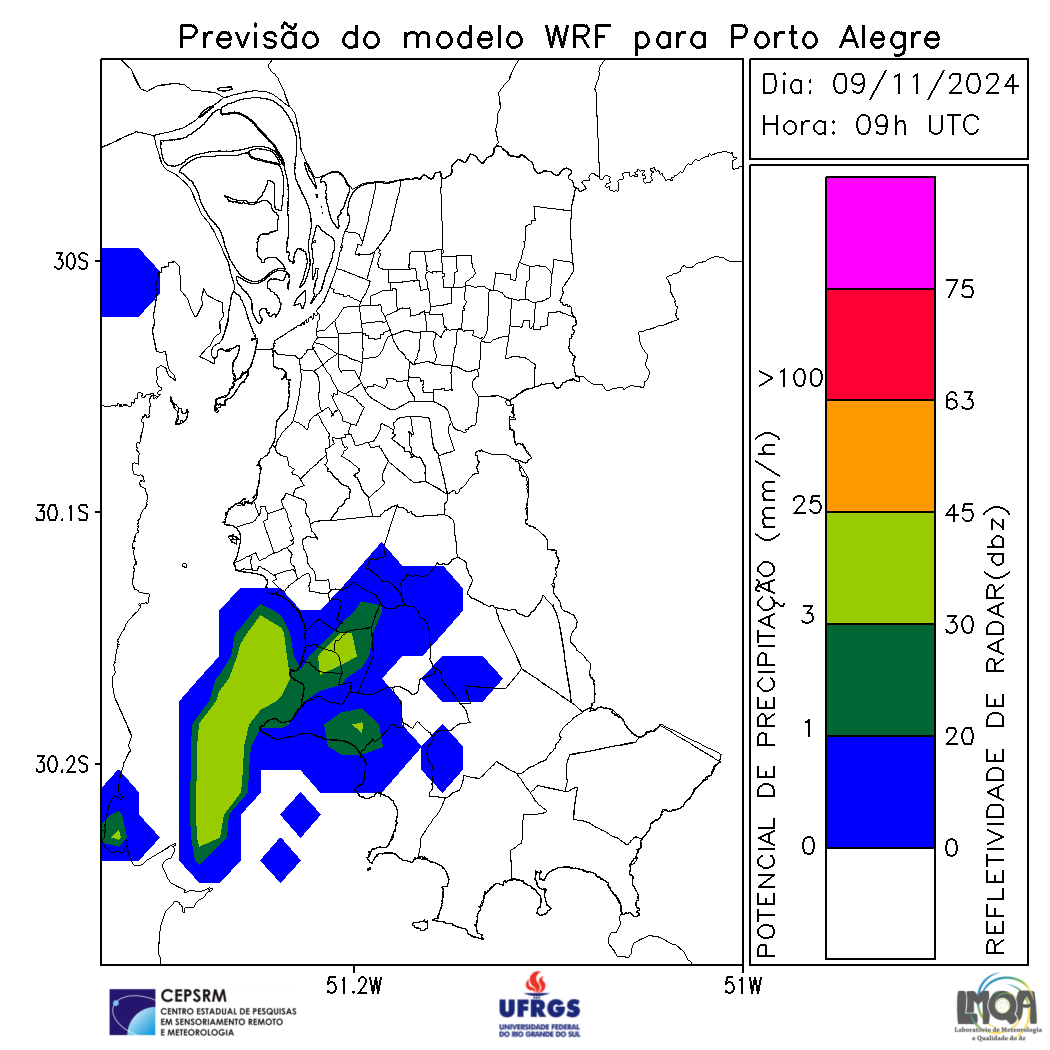 Previsão do modelo WRF para Porto Alegre
Dia: 09/11/2024
Hora: 09h UTC
30S
30.1S
30.2S
51.2W
51W
POTENCIAL DE PRECIPITAÇÃO (mm/h)
>100
25
3
1
0
75
63
45
30
20
0
REFLETIVIDADE DE RADAR(dbz)
CEPSRM
CENTRO ESTADUAL DE PESQUISAS
EM SENSORIAMENTO REMOTO
E METEOROLOGIA
UFRGS
UNIVERSIDADE FEDERAL
DO RIO GRANDE DO SUL
LMQA
Laboratório de Meteorologia
e Qualidade do Ar